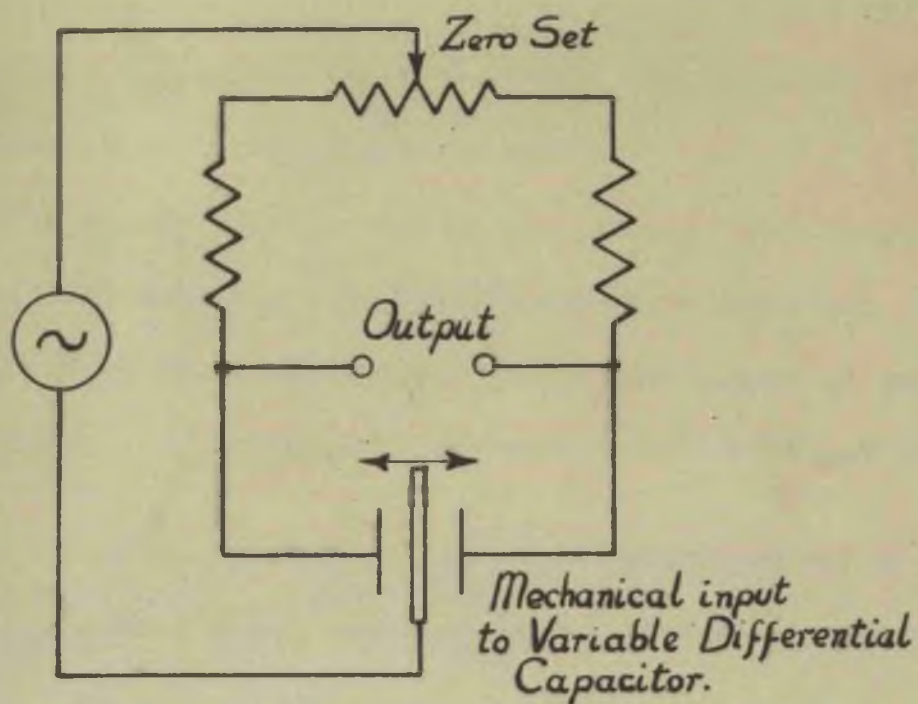 Zero Set
Output
Mechanical input
to Variable Differential
Capacitor.